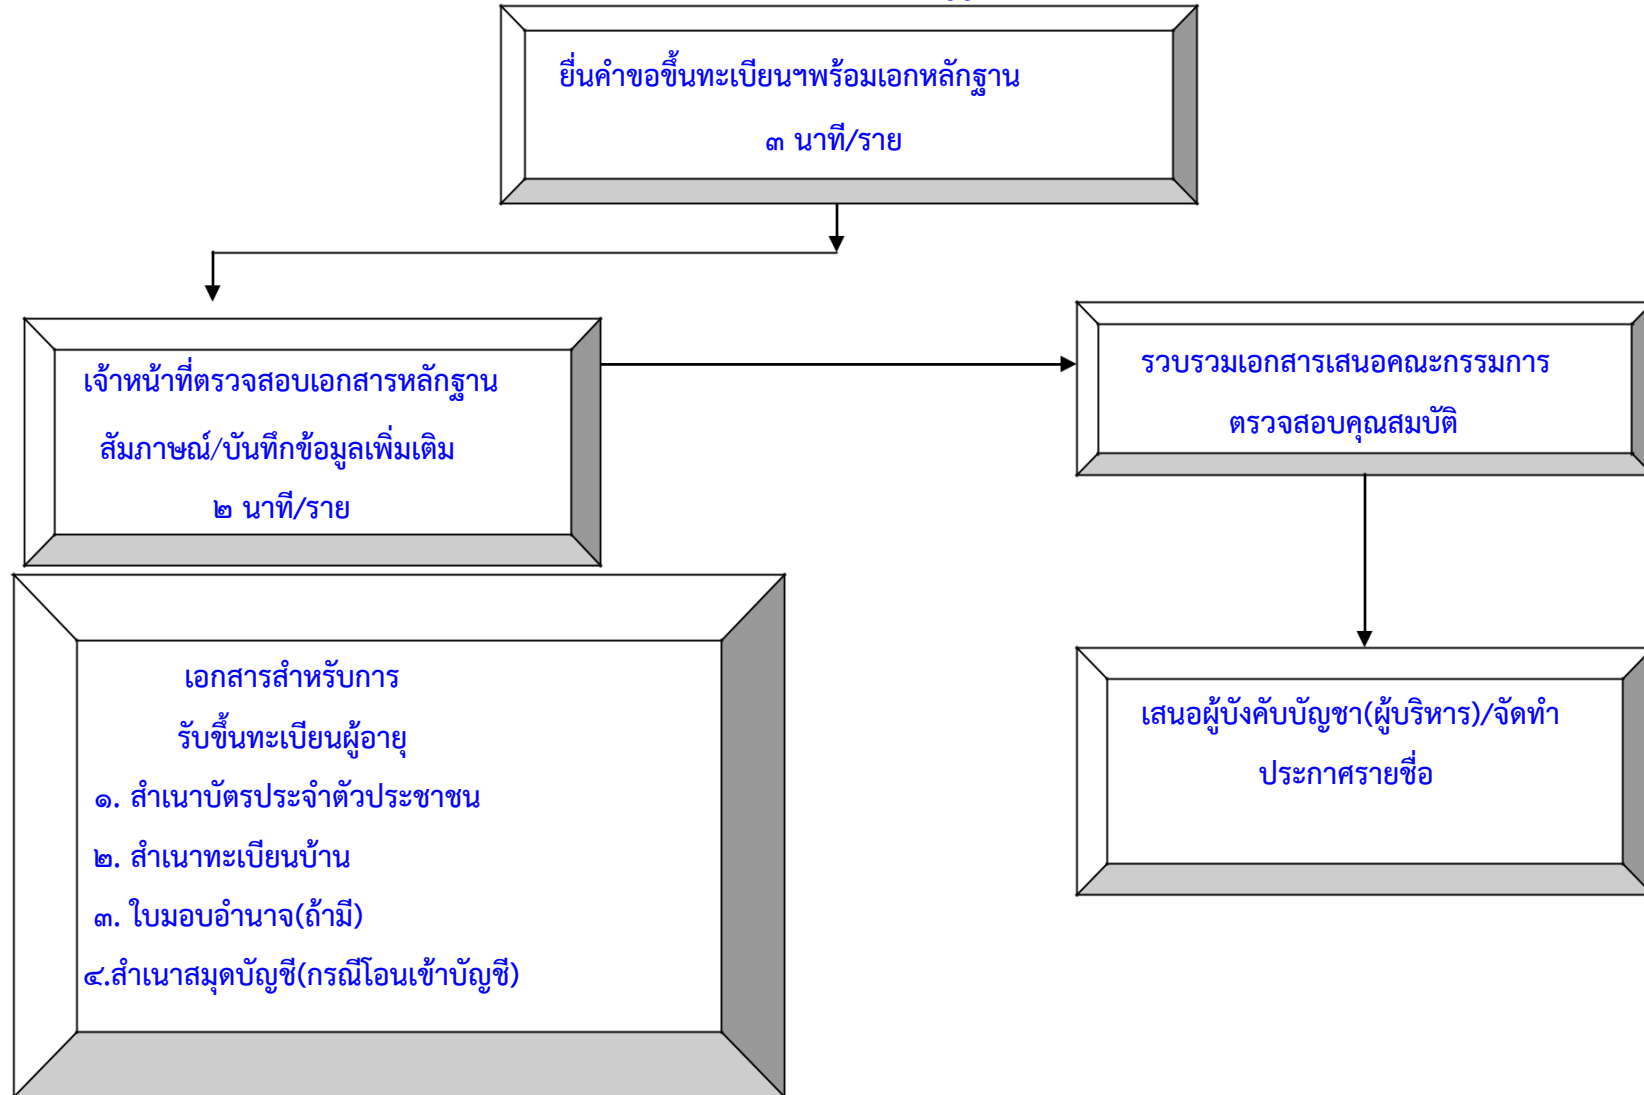 ยื่นคำขอขึ้นทะเบียนฯพร้อมเอกหลักฐาน
๓ นาที/ราย
เจ้าหน้าที่ตรวจสอบเอกสารหลักฐาน
สัมภาษณ์/บันทึกข้อมูลเพิ่มเติม
๒ นาที/ราย
รวบรวมเอกสารเสนอคณะกรรมการ
ตรวจสอบคุณสมบัติ
เสนอผู้บังคับบัญชา(ผู้บริหาร)/จัดทำ
ประกาศรายชื่อ
เอกสารสำหรับการ
รับขึ้นทะเบียนผู้อายุ
๑. สำเนาบัตรประจำตัวประชาชน
๒. สำเนาทะเบียนบ้าน
๓. ใบมอบอำนาจ(ถ้ามี)
๔.สำเนาสมุดบัญชี(กรณีโอนเข้าบัญชี)